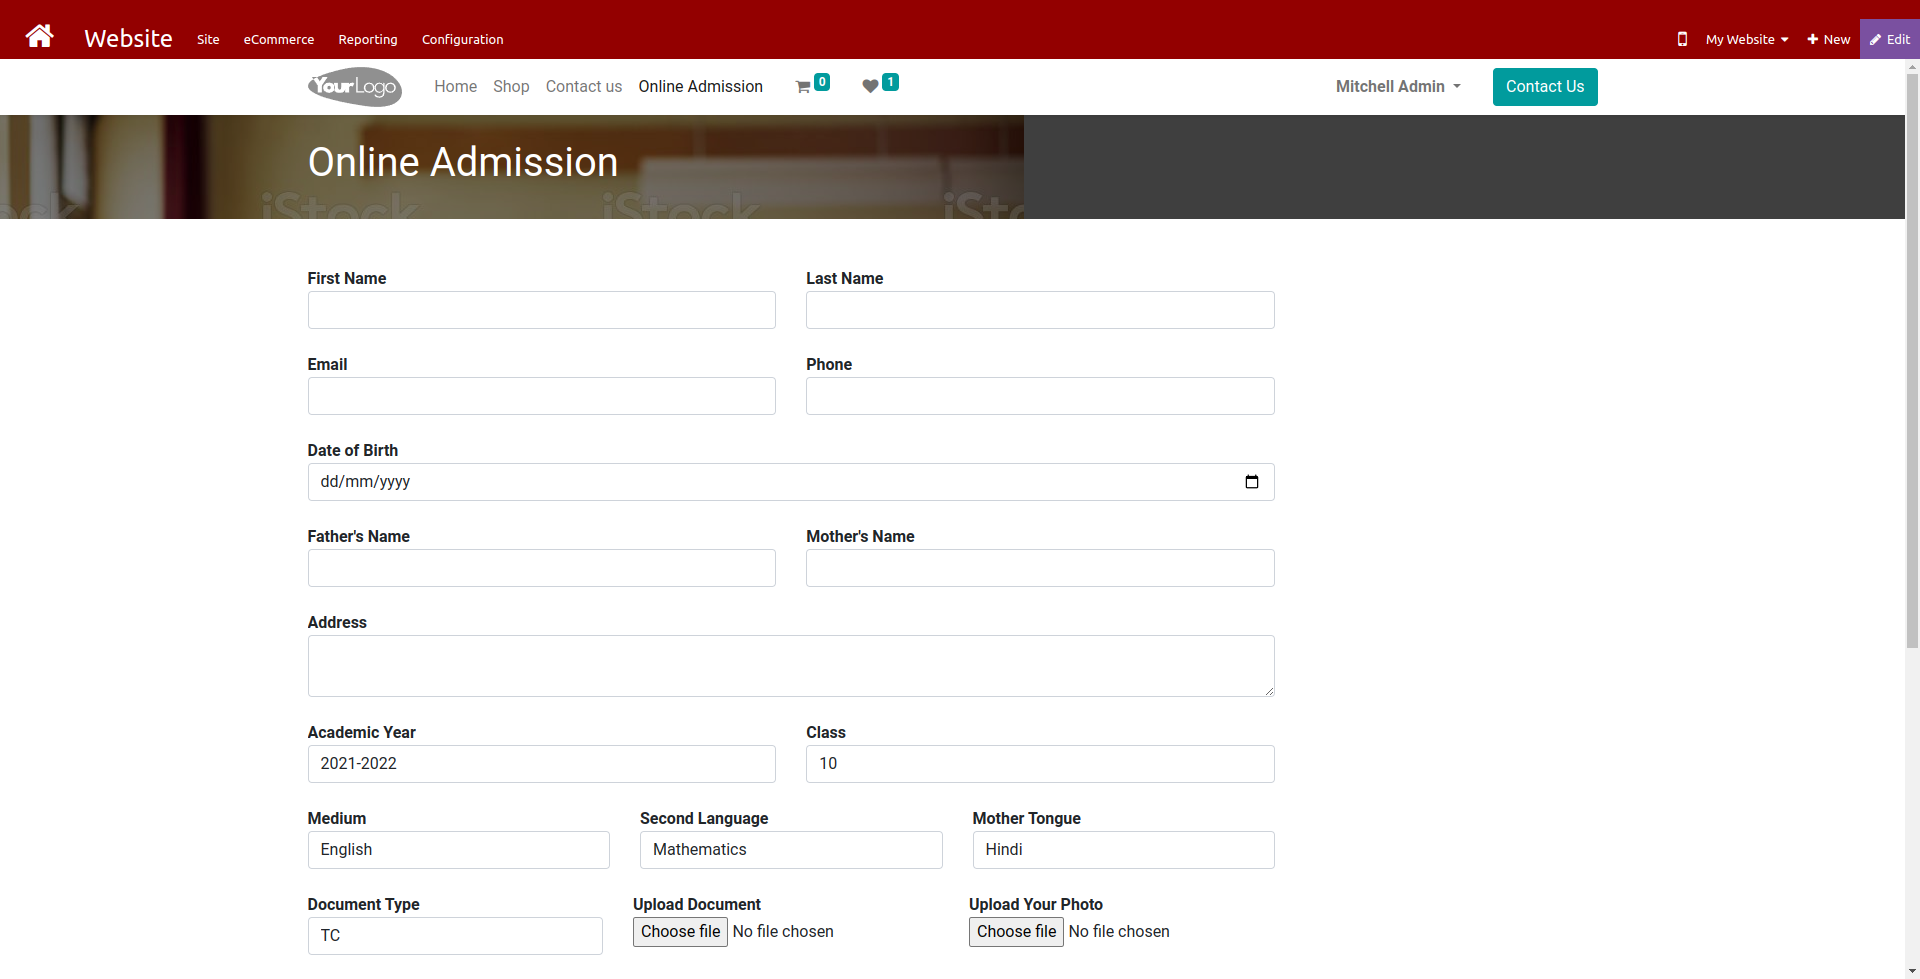 Website Site eCommerce Reporting Configuration My Website New Edit
YourLogo Home Shop Contact us Online Admission 0 1 Mitchell Admin Contact Us
Online Admission
ock iStock iStock iSto
First Name Last Name
Email Phone
Date of Birth
dd/mm/yyyy
Father's Name Mother's Name
Address
Academic Year Class
2021-2022 10
Medium Second Language Mother Tongue
English Mathematics Hindi
Document Type Upload Document Upload Your Photo
TC Choose file No file chosen Choose file No file chosen